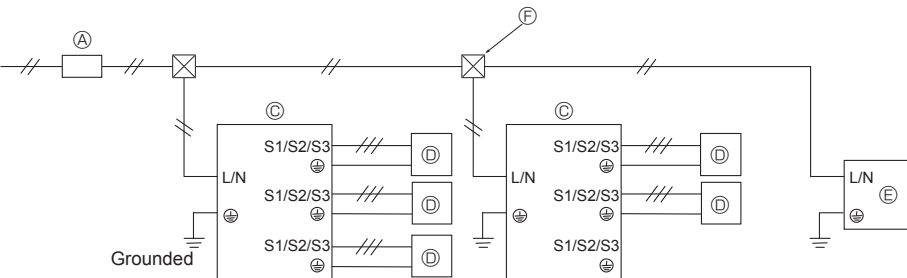 Ⓐ
Ⓕ
Ⓒ
Ⓒ
S1/S2/S3
Ⓓ
S1/S2/S3
Ⓓ
L/N
L/N
L/N
S1/S2/S3
Ⓓ
S1/S2/S3
Ⓓ
Ⓔ
Grounded
S1/S2/S3
Ⓓ
S1/S2/S3